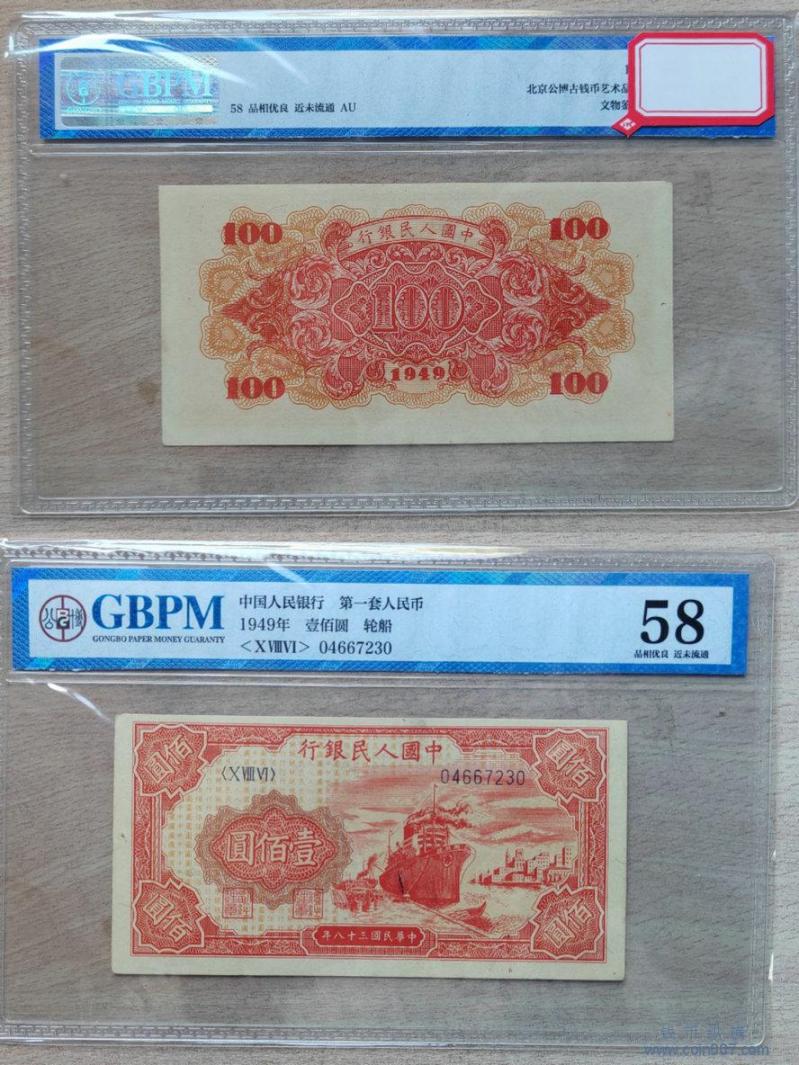 GBPM
58 品相优良 近未流通 AU
北京公博古钱币艺术品
文物
100
100
行銀民人國中
100
1949
100
100
GBPM
GONGBO PAPER MONEY GUARANTY
中国人民银行 第一套人民币
1949年 壹佰圆 轮船
<XⅧⅥ> 04667230
58
品相优良 近未流通
圓佰
行銀民人國中
圓佰
〈XⅧⅥ〉
04667230
圓佰壹
圓佰
年八十三國民華中
圓佰
www.coin007.com